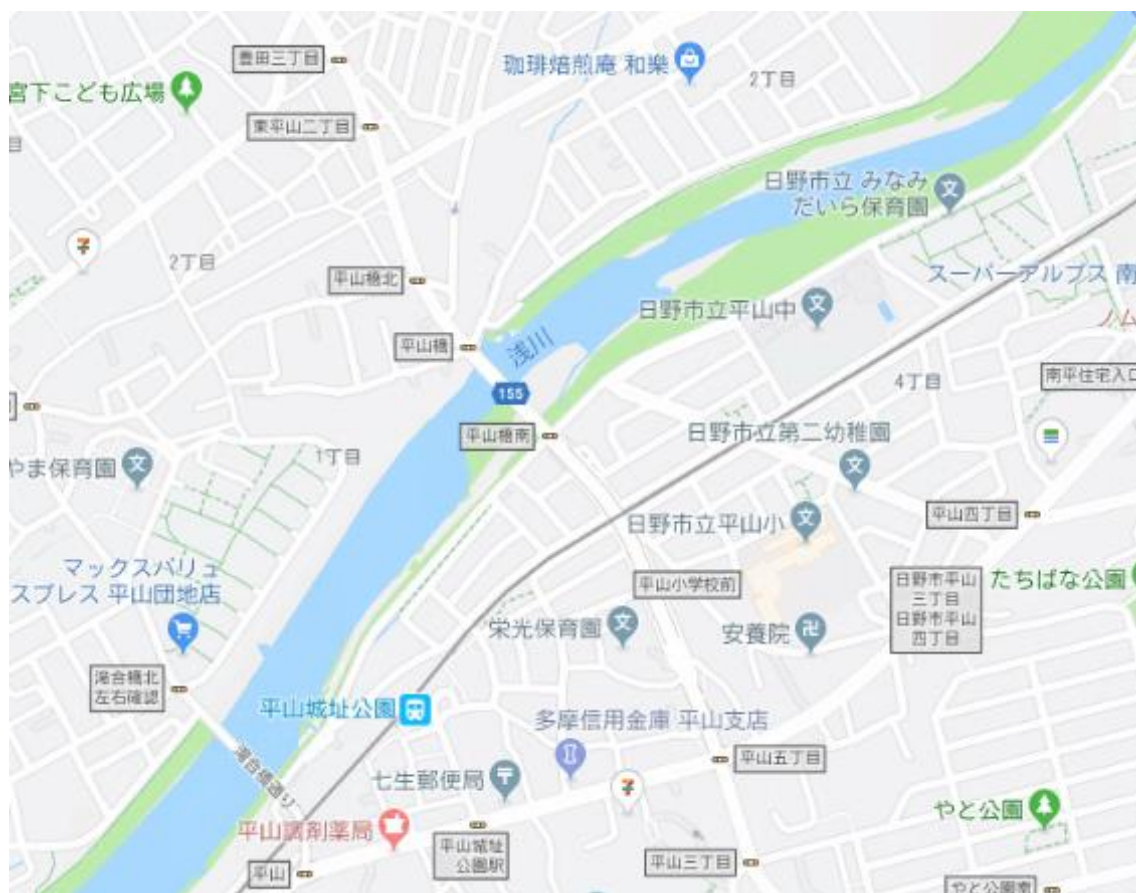 豊田三丁目
珈琲焙煎庵 和樂
2丁目
宮下こども広場
東平山二丁目
日野市立 みなみ
だいら保育園
2丁目
平山橋北
スーパーアルプス 南
日野市立平山中
浅川
平山橋
155
4丁目
南平住宅入口
平山橋南
日野市立第二幼稚園
1丁目
やま保育園
平山四丁目
日野市立平山小
マックスバリュ
スプレス 平山団地店
平山小学校前
日野市平山
三丁目
日野市平山
四丁目
たちばな公園
栄光保育園
安養院
滝合橋北
左右確認
平山城址公園
多摩信用金庫 平山支店
滝合橋通り
平山五丁目
七生郵便局
やと公園
平山調剤薬局
平山城址
公園駅
平山三丁目
平山
やと公園東